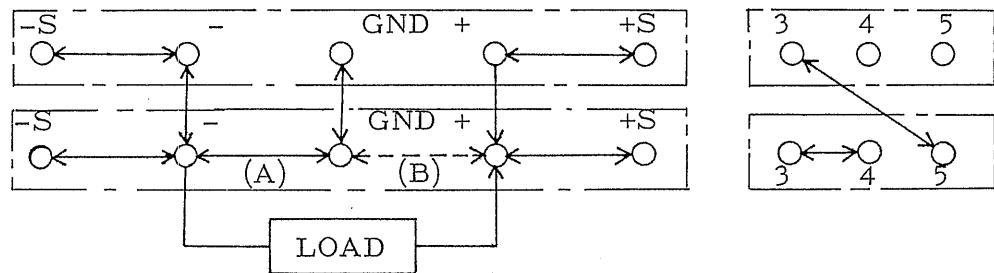 -S - GND + +S 3 4 5
-S - GND + +S
(A) (B) 3 4 5
LOAD